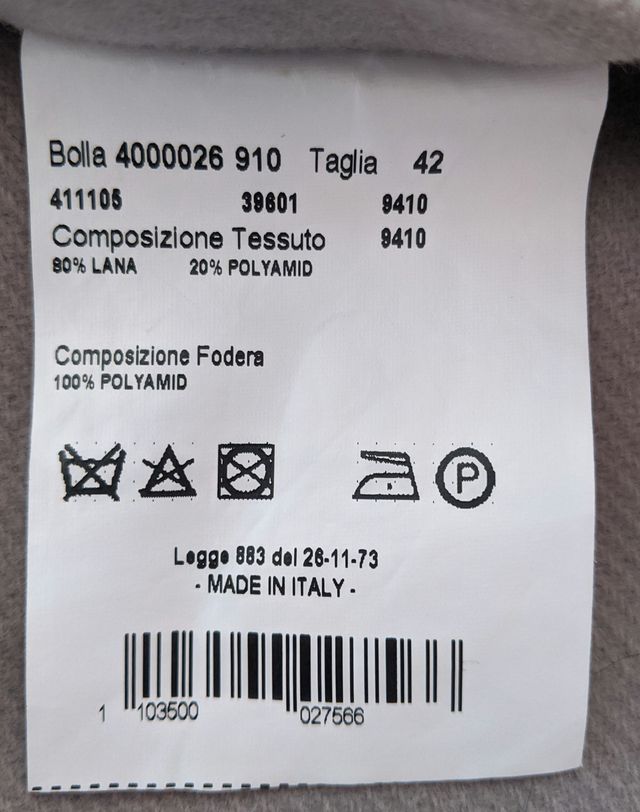 Bolla 4000026 910 Taglia 42
411105 39601 9410
Composizione Tessuto 9410
80% LANA 20% POLYAMID
Composizione Fodera
100% POLYAMID
P
Legge 883 del 26-11-73
- MADE IN ITALY -
1 103500 027566